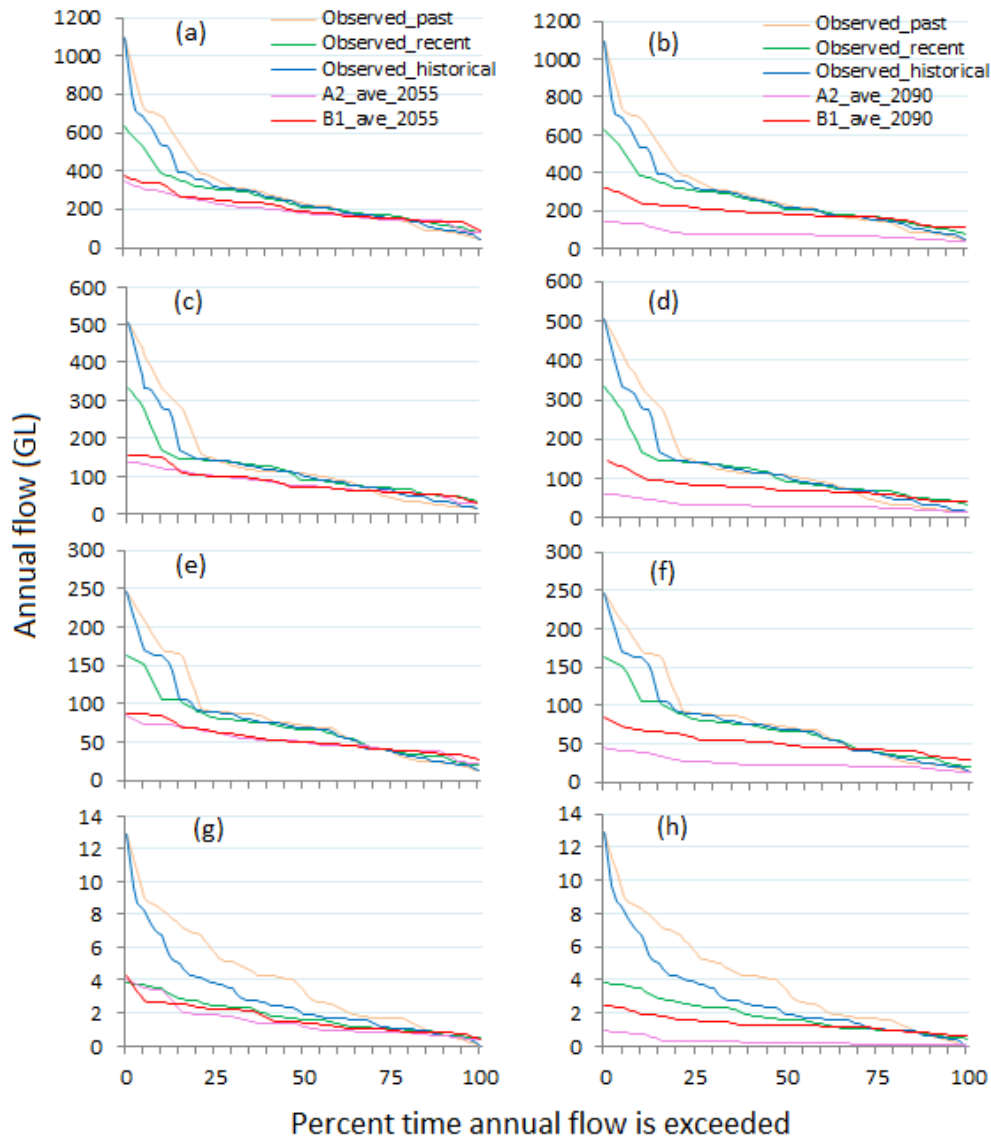 Annual flow (GL)
1200
1000
800
600
400
200
0
(a)
Observed_past
Observed_recent
Observed_historical
A2_ave_2055
B1_ave_2055
1200
1000
800
600
400
200
0
(b)
Observed_past
Observed_recent
Observed_historical
A2_ave_2090
B1_ave_2090
600
500
400
300
200
100
0
(c)
600
500
400
300
200
100
0
(d)
300
250
200
150
100
50
0
(e)
300
250
200
150
100
50
0
(f)
14
12
10
8
6
4
2
0
(g)
0 25 50 75 100
14
12
10
8
6
4
2
0
(h)
0 25 50 75 100
Percent time annual flow is exceeded